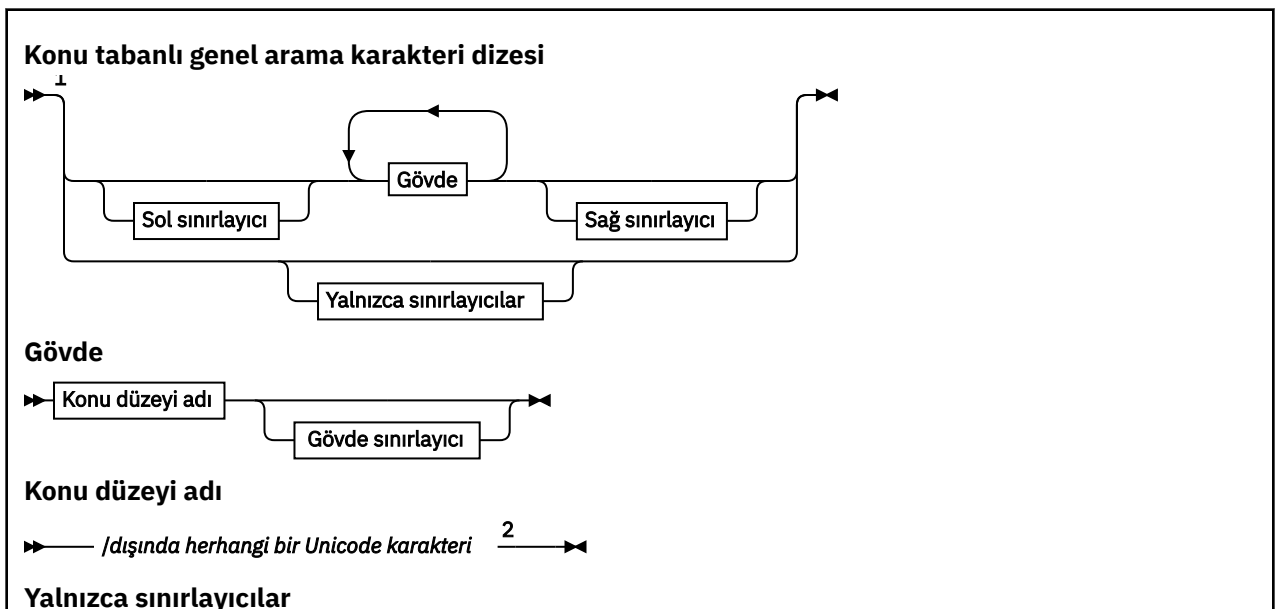 Konu tabanlı genel arama karakteri dizesi
1
Gövde
Sol sınırlayıcı
Sağ sınırlayıcı
Yalnızca sınırlayıcılar
Gövde
Konu düzeyi adı
Gövde sınırlayıcı
Konu düzeyi adı
/dışında herhangi bir Unicode karakteri 2
Yalnızca sınırlayıcılar